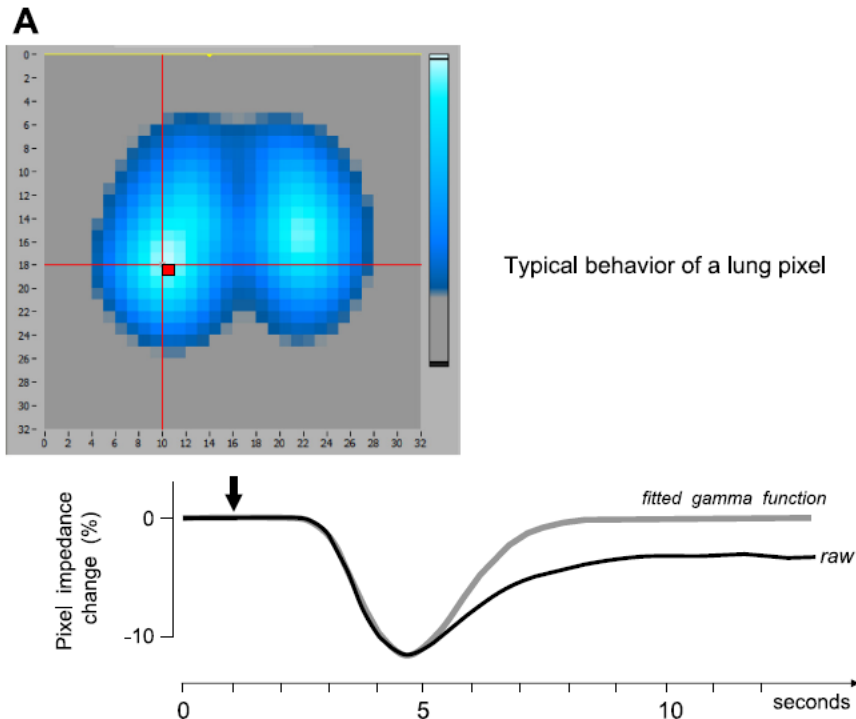 A
0
2
4
6
8
10
12
14
16
18
20
22
24
26
28
30
32
0 2 4 6 8 10 12 14 16 18 20 22 24 26 28 30 32
Typical behavior of a lung pixel
Pixel impedance
change (%)
0
-10
fitted gamma function
raw
0 5 10 seconds